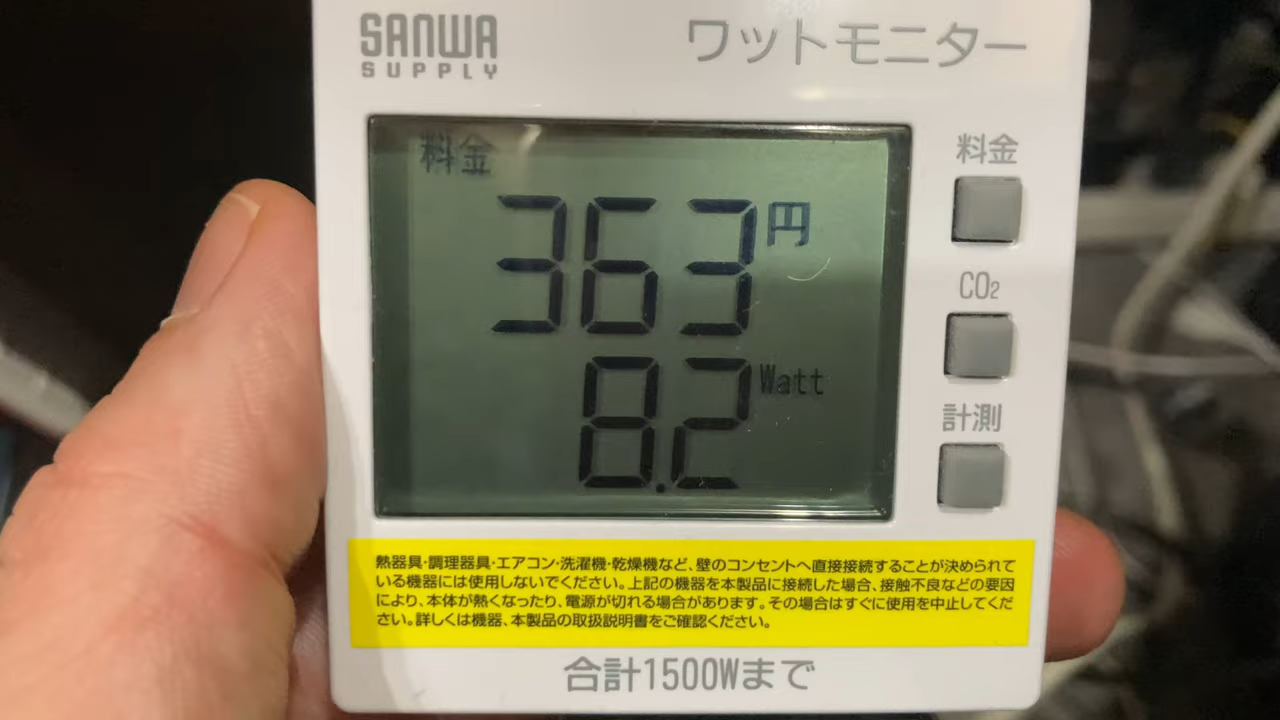 SANWA
SUPPLY
ワットモニター
料金
363円
8.2 Watt
料金
CO₂
計測
熱器具・調理器具・エアコン・洗濯機・乾燥機など、壁のコンセントへ直接接続することが決められて
いる機器には使用しないでください。上記の機器を本製品に接続した場合、接触不良などの要因
により、本体が熱くなったり、電源が切れる場合があります。その場合はすぐに使用を中止してくだ
さい。詳しくは機器、本製品の取扱説明書をご確認ください。
合計1500Wまで